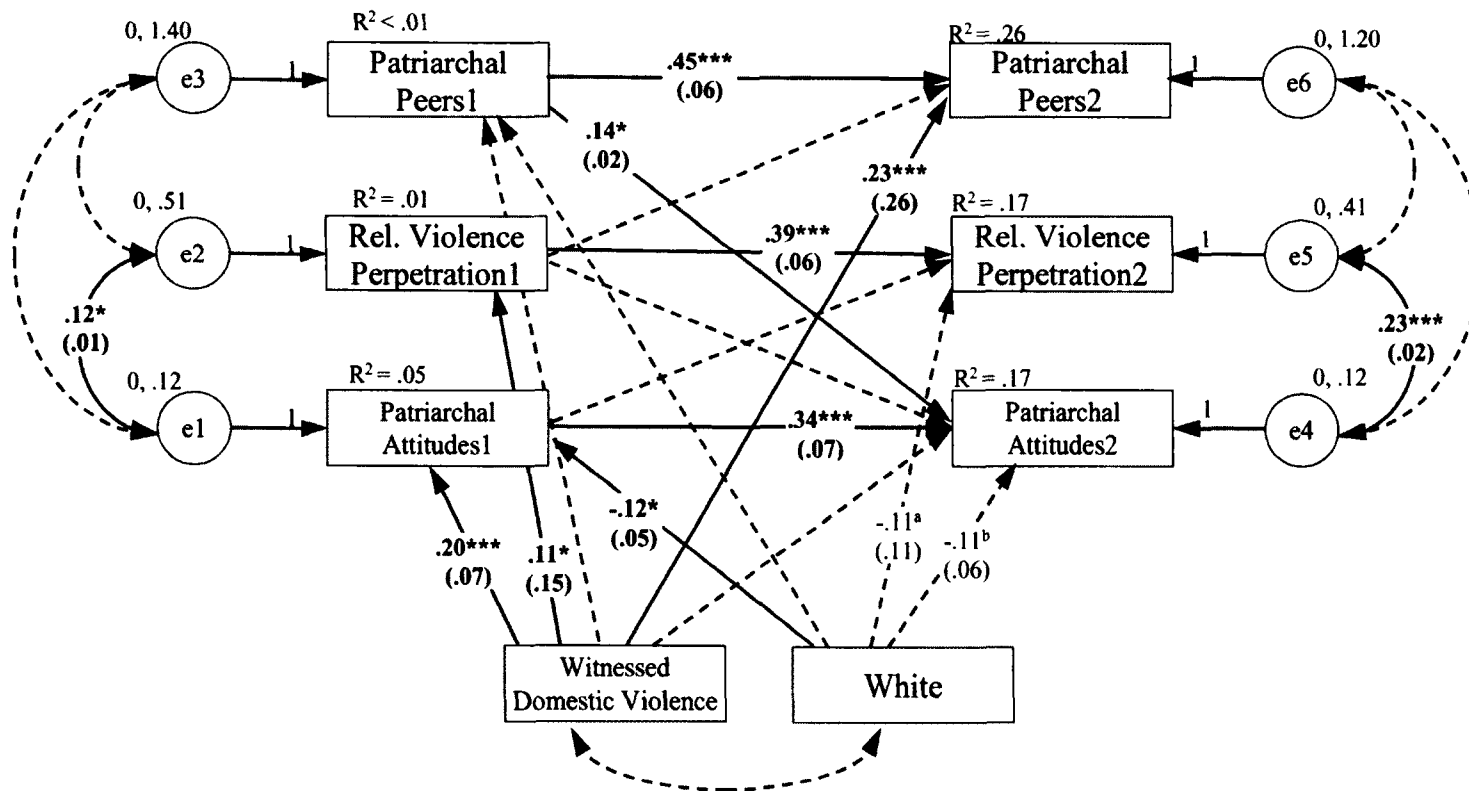 R² < .01
R² = .26
0, 1.40
0, 1.20
e3
1
Patriarchal
Peers1
.45***
(.06)
Patriarchal
Peers2
1
e6
.14*
(.02)
.23***
(.26)
0, .51
R² = .01
R² = .17
0, .41
e2
1
Rel. Violence
Perpetration1
.39***
(.06)
Rel. Violence
Perpetration2
1
e5
.12*
(.01)
.23***
(.02)
0, .12
R² = .05
R² = .17
0, .12
e1
1
Patriarchal
Attitudes1
.34***
(.07)
Patriarchal
Attitudes2
1
e4
.20***
(.07)
.11*
(.15)
-.12*
(.05)
-.11ᵃ
(.11)
-.11ᵇ
(.06)
Witnessed
Domestic Violence
White